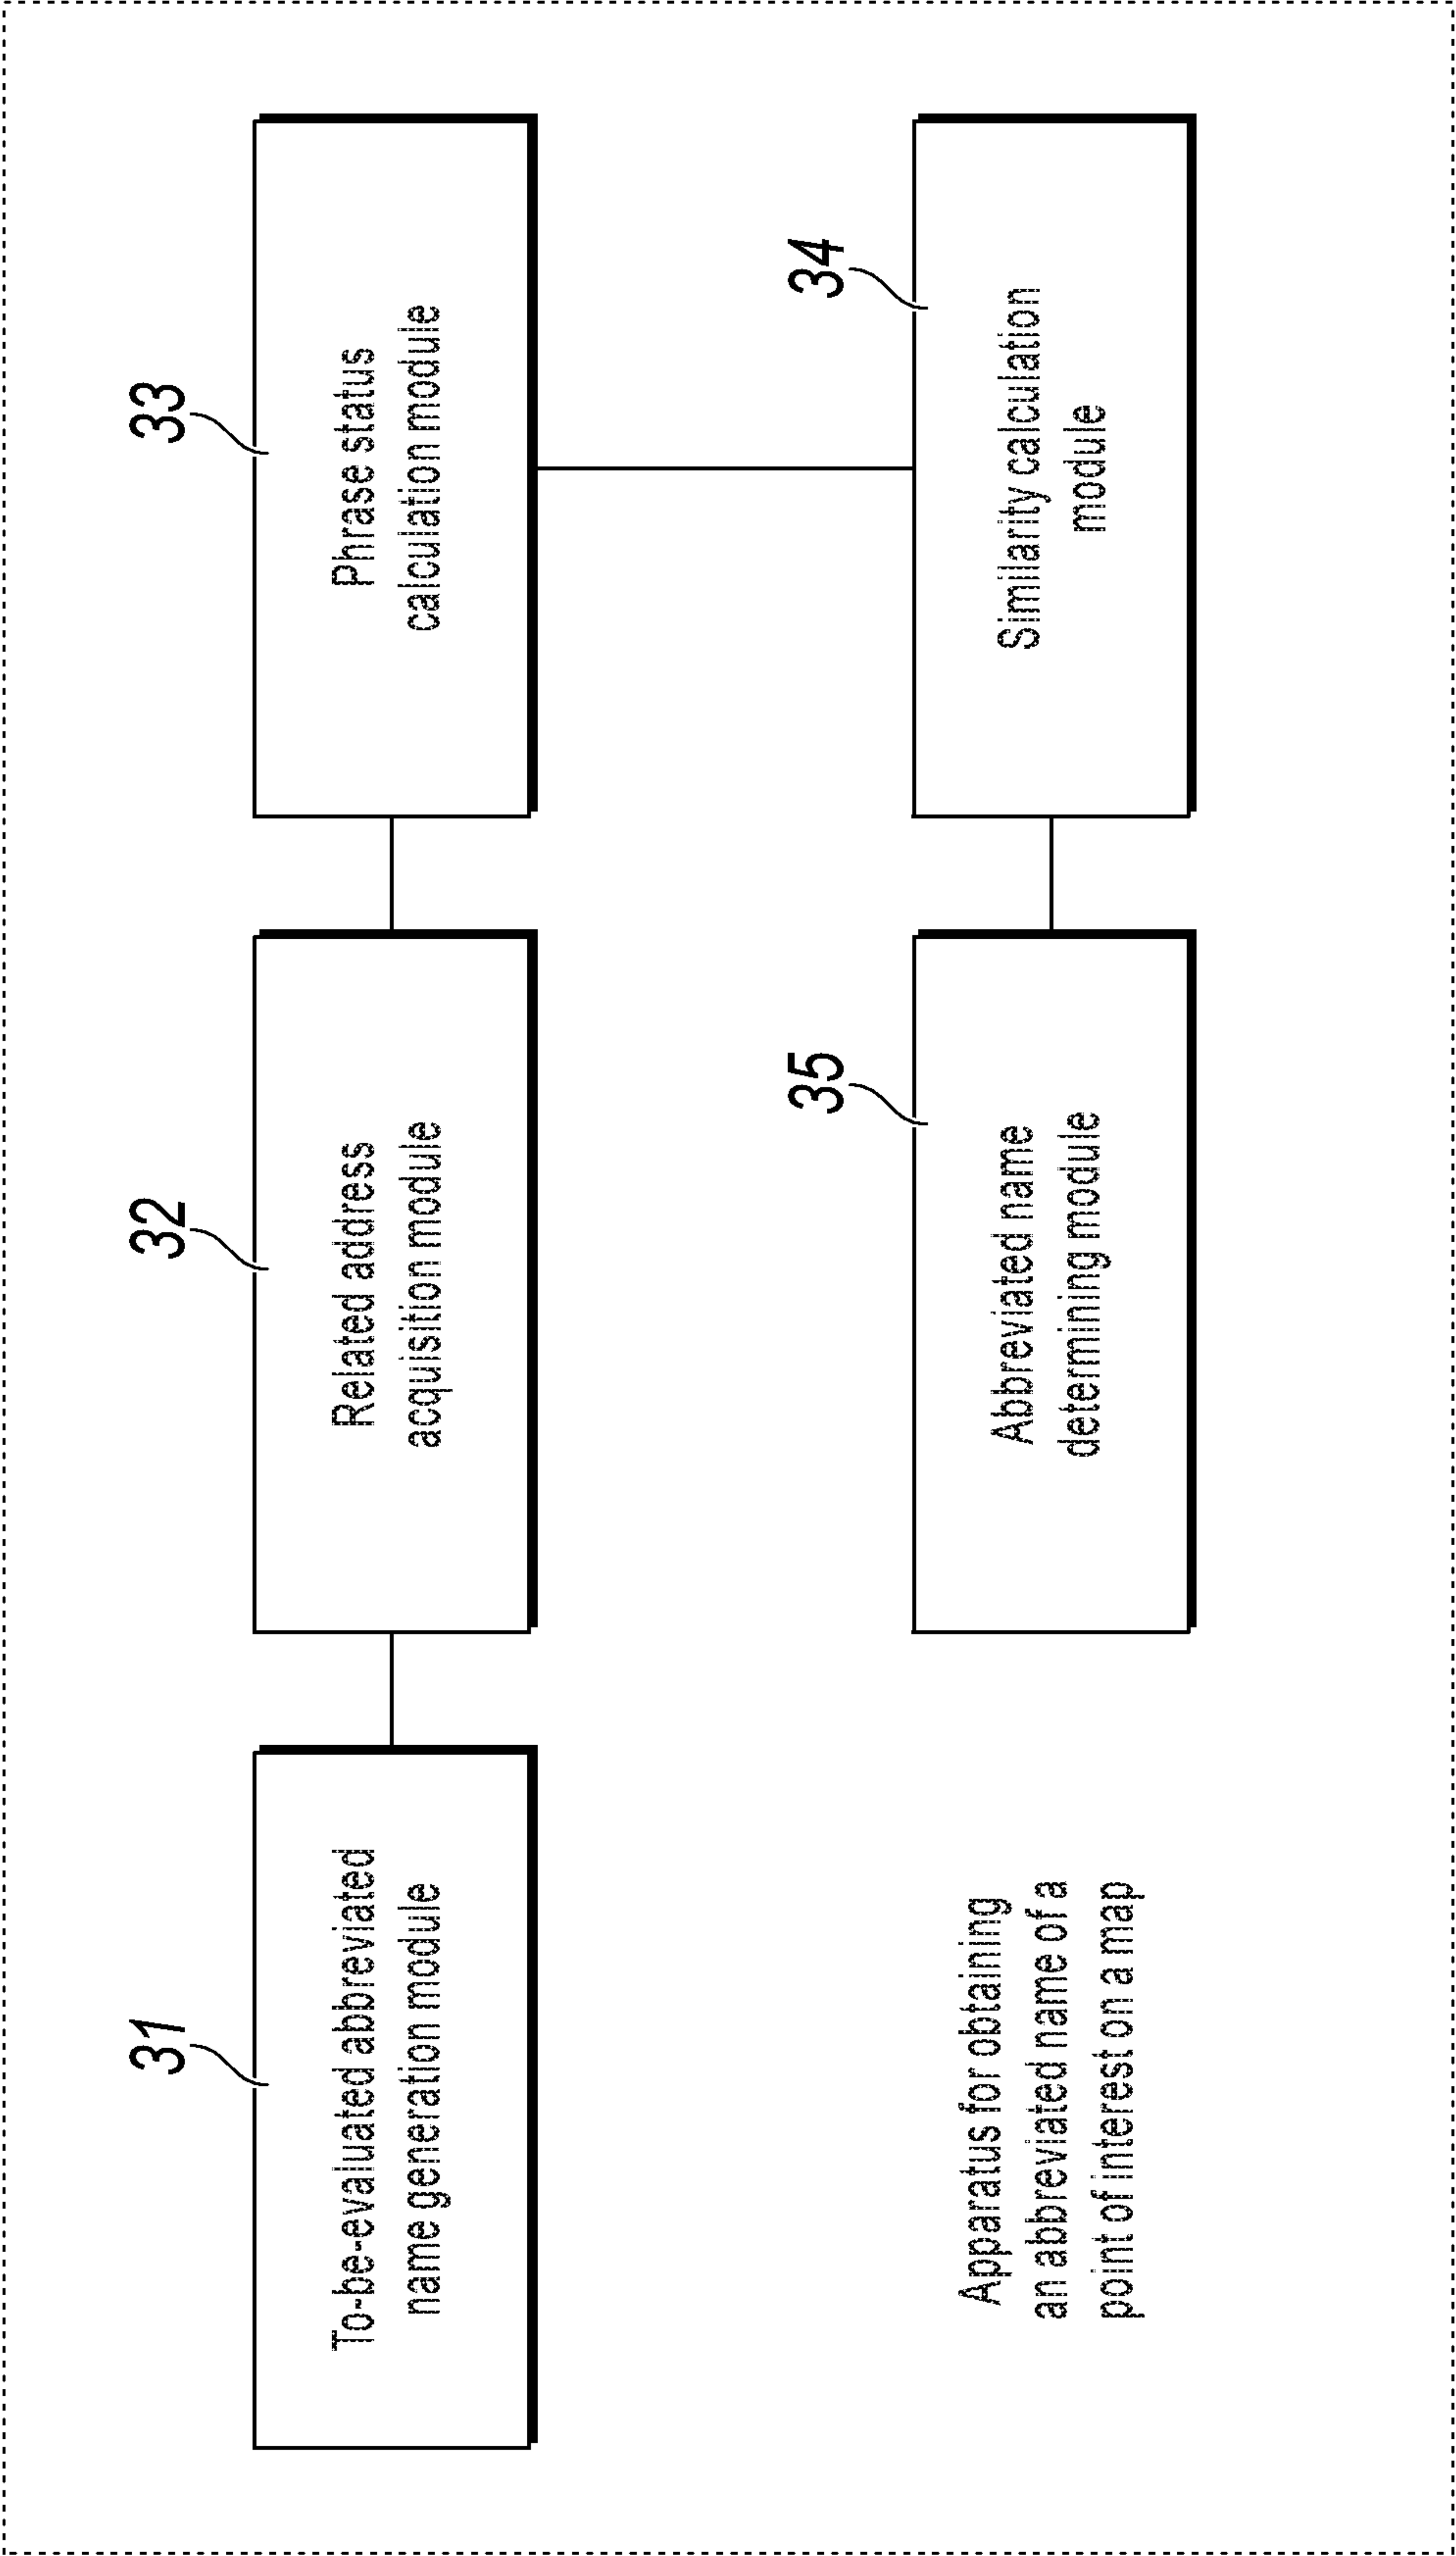 31
To-be-evaluated abbreviated
name generation module
32
Related address
acquisition module
33
Phrase status
calculation module
34
Similarity calculation
module
35
Abbreviated name
determining module
Apparatus for obtaining
an abbreviated name of a
point of interest on a map